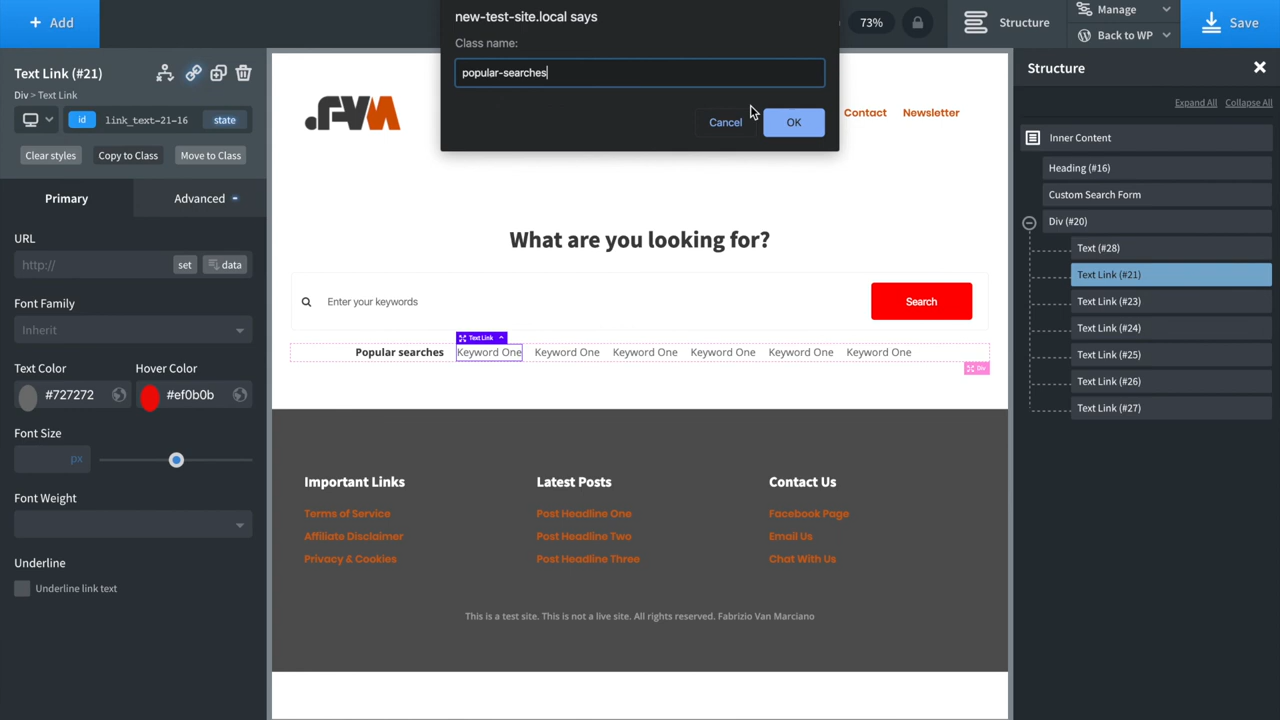 + Add
new-test-site.local says
Class name:
popular-searches
Cancel
OK
73%
Structure
Manage
Back to WP
Save
Text Link (#21)
Div > Text Link
id
link_text-21-16
state
Clear styles
Copy to Class
Move to Class
Primary
Advanced
URL
http://
set
data
Font Family
Inherit
Text Color
Hover Color
#727272
#ef0b0b
Font Size
px
Font Weight
Underline
Underline link text
.FVM
Contact
Newsletter
What are you looking for?
Enter your keywords
Search
Text Link
Popular searches
Keyword One
Keyword One
Keyword One
Keyword One
Keyword One
Keyword One
Div
Important Links
Terms of Service
Affiliate Disclaimer
Privacy & Cookies
Latest Posts
Post Headline One
Post Headline Two
Post Headline Three
Contact Us
Facebook Page
Email Us
Chat With Us
This is a test site. This is not a live site. All rights reserved. Fabrizio Van Marciano
Structure
Expand All
Collapse All
Inner Content
Heading (#16)
Custom Search Form
Div (#20)
Text (#28)
Text Link (#21)
Text Link (#23)
Text Link (#24)
Text Link (#25)
Text Link (#26)
Text Link (#27)